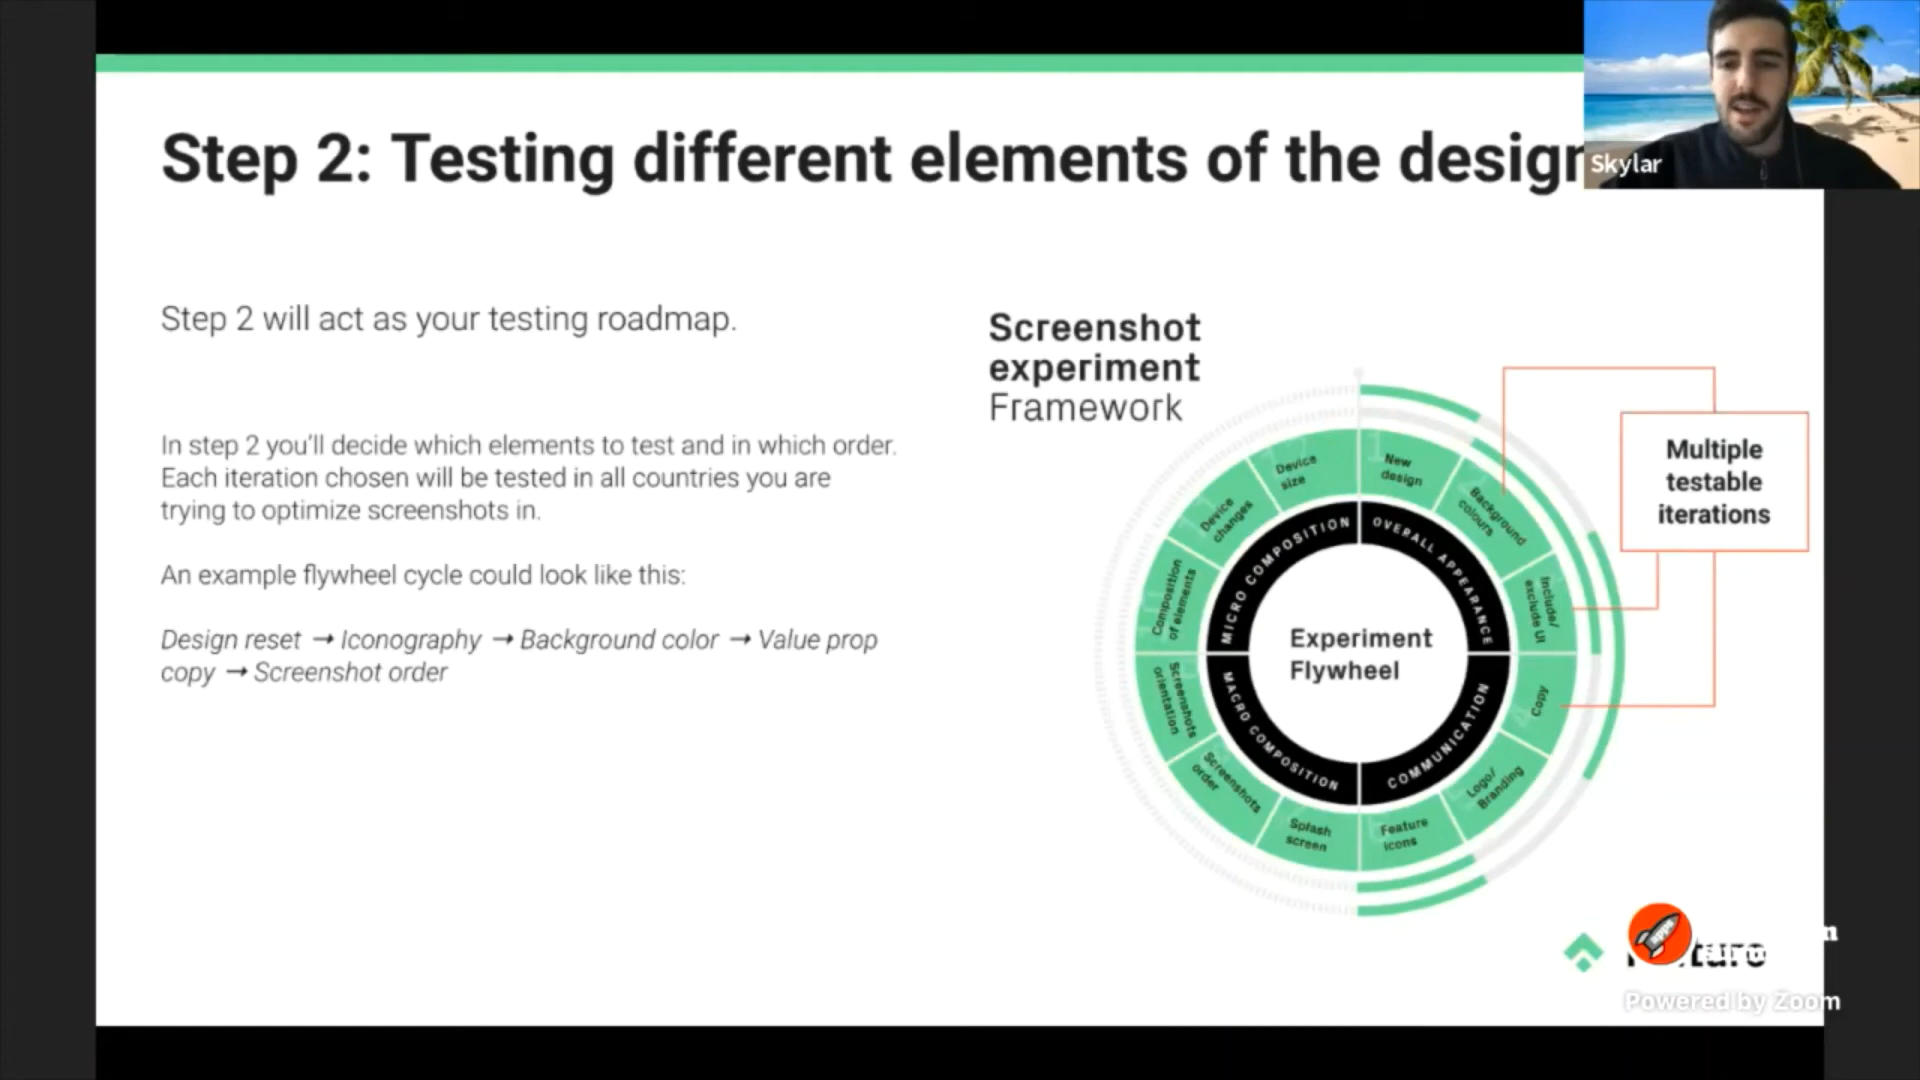 Step 2: Testing different elements of the design
Skylar
Step 2 will act as your testing roadmap.
In step 2 you'll decide which elements to test and in which order.
Each iteration chosen will be tested in all countries you are
trying to optimize screenshots in.
An example flywheel cycle could look like this:
Design reset → Iconography → Background color → Value prop
copy → Screenshot order
Screenshot
experiment
Framework
Multiple
testable
iterations
New
design
Background
colours
Include/
exclude UI
Copy
Logo/
Branding
Feature
icons
Splash
screen
Screenshots
order
Screenshots
orientation
Composition
of elements
Device
changes
Device
size
OVERALL APPEARANCE
COMMUNICATION
MACRO COMPOSITION
MICRO COMPOSITION
Experiment
Flywheel
apps
Powered by Zoom